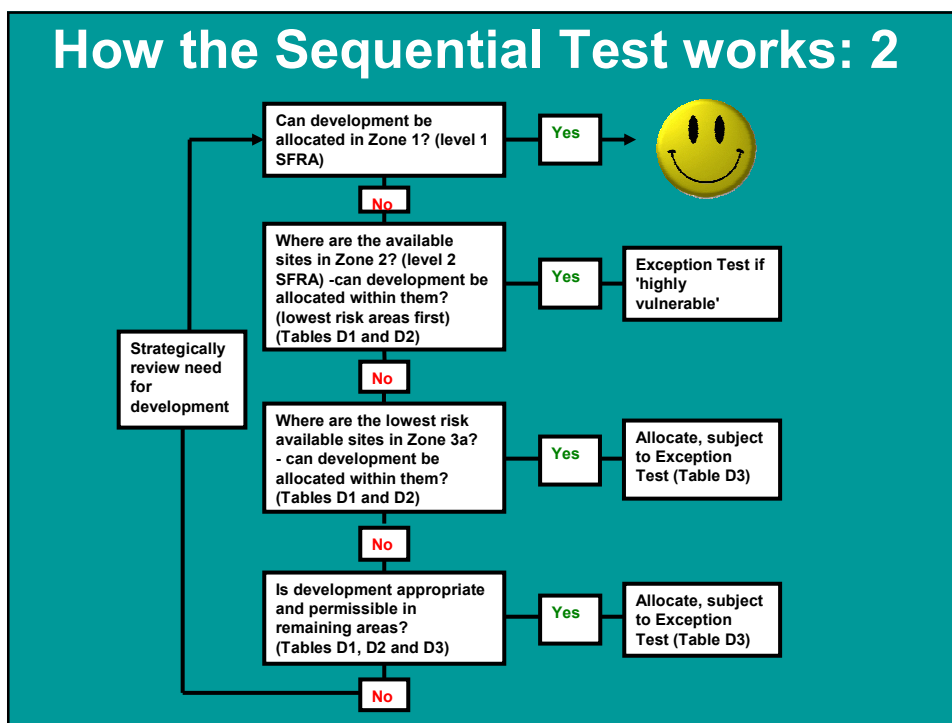 How the Sequential Test works: 2
Can development be
allocated in Zone 1? (level 1
SFRA)
Yes
No
Where are the available
sites in Zone 2? (level 2
SFRA) -can development be
allocated within them?
(lowest risk areas first)
(Tables D1 and D2)
Yes
Exception Test if
'highly
vulnerable'
No
Strategically
review need
for
development
Where are the lowest risk
available sites in Zone 3a?
- can development be
allocated within them?
(Tables D1 and D2)
Yes
Allocate, subject
to Exception
Test (Table D3)
No
Is development appropriate
and permissible in
remaining areas?
(Tables D1, D2 and D3)
Yes
Allocate, subject
to Exception
Test (Table D3)
No